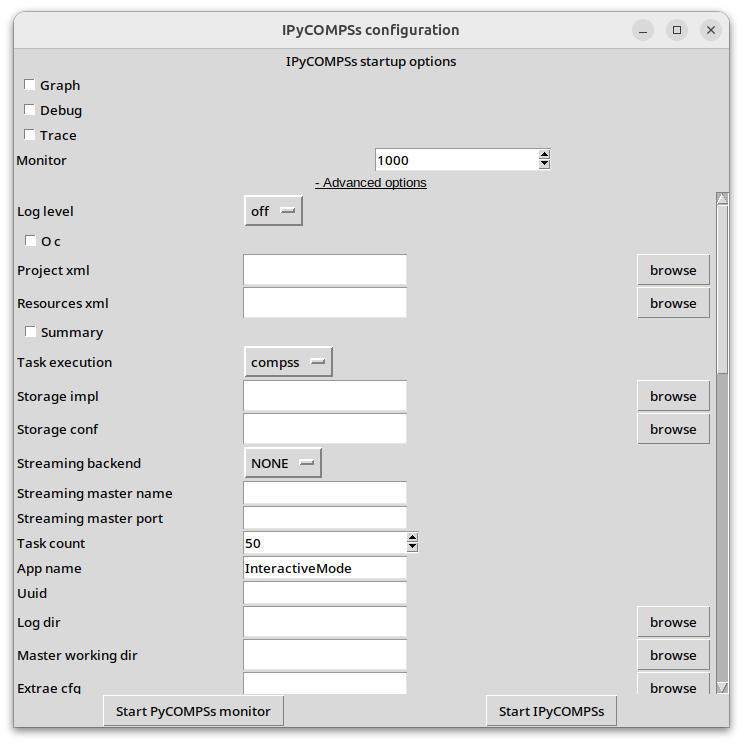 IPyCOMPSs configuration
IPyCOMPSs startup options
Graph
Debug
Trace
Monitor 1000
- Advanced options
Log level off
O c
Project xml browse
Resources xml browse
Summary
Task execution compss
Storage impl browse
Storage conf browse
Streaming backend NONE
Streaming master name
Streaming master port
Task count 50
App name InteractiveMode
Uuid
Log dir browse
Master working dir browse
Extrae cfg browse
Start PyCOMPSs monitor Start IPyCOMPSs